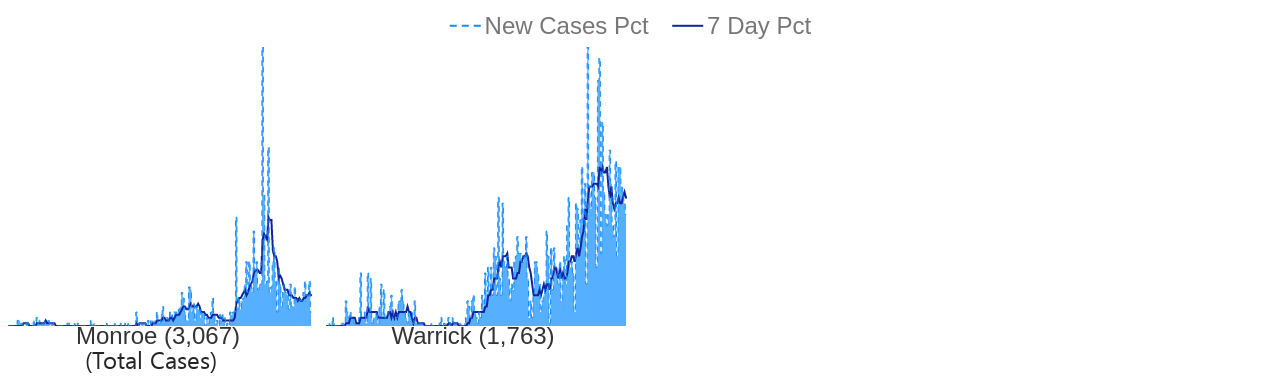 New Cases Pct 7 Day Pct
Monroe (3,067) Warrick (1,763)
(Total Cases)